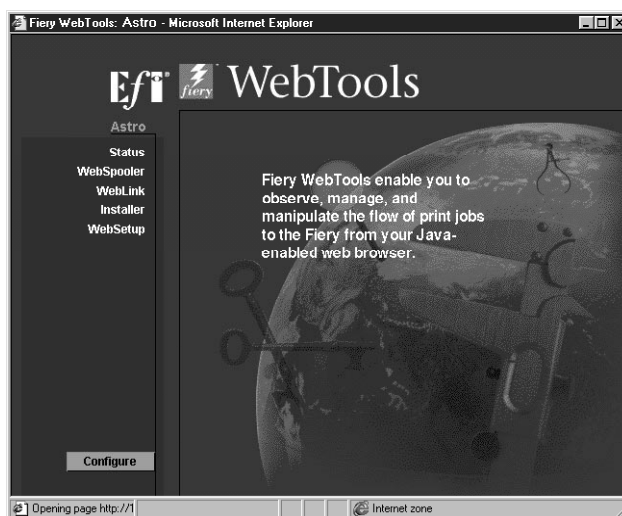 Fiery WebTools: Astro - Microsoft Internet Explorer
Efi fiery WebTools
Astro
Status
WebSpooler
WebLink
Installer
WebSetup
Fiery WebTools enable you to
observe, manage, and
manipulate the flow of print jobs
to the Fiery from your Java-
enabled web browser.
Configure
Opening page http://1
Internet zone